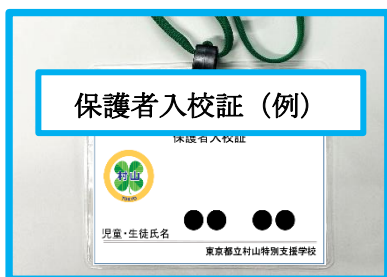 保護者入校証（例）
保護者入校証
村山
TOKYO
児童・生徒氏名
●● ●●
東京都立村山特別支援学校